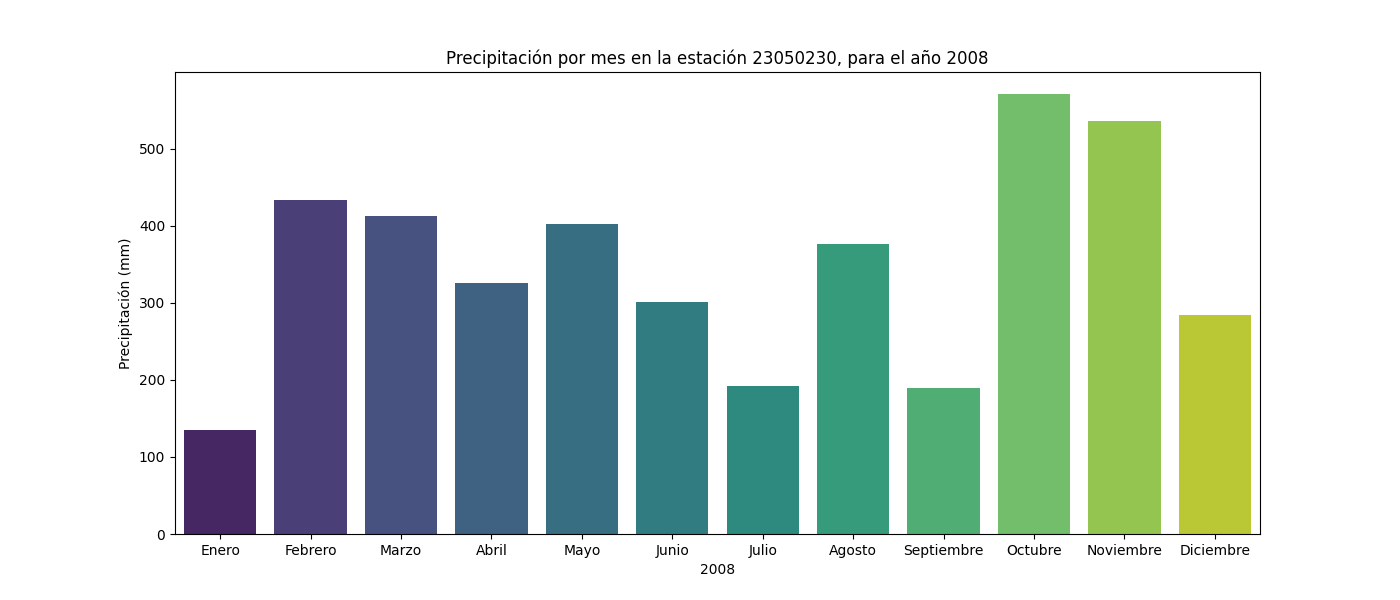 Precipitación por mes en la estación 23050230, para el año 2008
Precipitación (mm)
500
400
300
200
100
0
Enero Febrero Marzo Abril Mayo Junio Julio Agosto Septiembre Octubre Noviembre Diciembre
2008